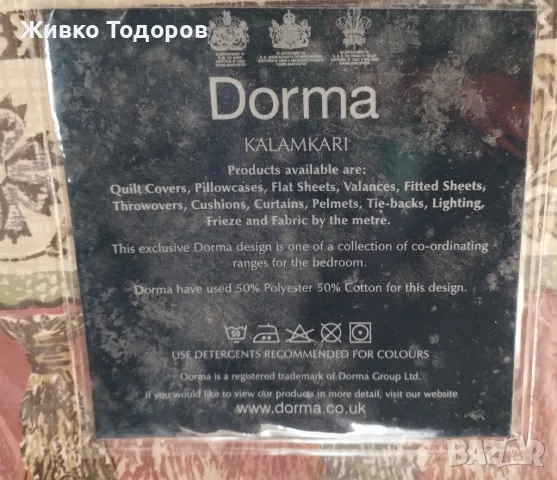 Живко Тодоров
Dorma
KALAMKARI
Products available are:
Quilt Covers, Pillowcases, Flat Sheets, Valances, Fitted Sheets,
Throwovers, Cushions, Curtains, Pelmets, Tie-backs, Lighting,
Frieze and Fabric by the metre.
This exclusive Dorma design is one of a collection of co-ordinating
ranges for the bedroom.
Dorma have used 50% Polyester 50% Cotton for this design.
50
USE DETERGENTS RECOMMENDED FOR COLOURS
Dorma is a registered trademark of Dorma Group Ltd.
If you would like to view our products in more detail, visit our website
www.dorma.co.uk
BAZAR